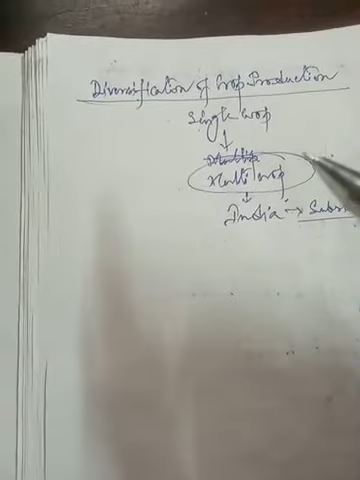 Diversification of Crop Production
Single crop
↓
Multi crop
↓
India →